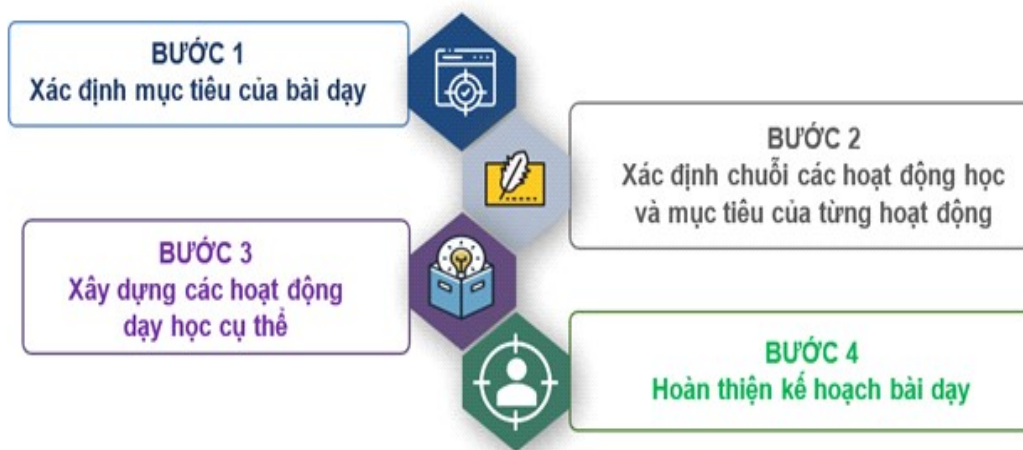 BƯỚC 1
Xác định mục tiêu của bài dạy
BƯỚC 2
Xác định chuỗi các hoạt động học
và mục tiêu của từng hoạt động
BƯỚC 3
Xây dựng các hoạt động
dạy học cụ thể
BƯỚC 4
Hoàn thiện kế hoạch bài dạy